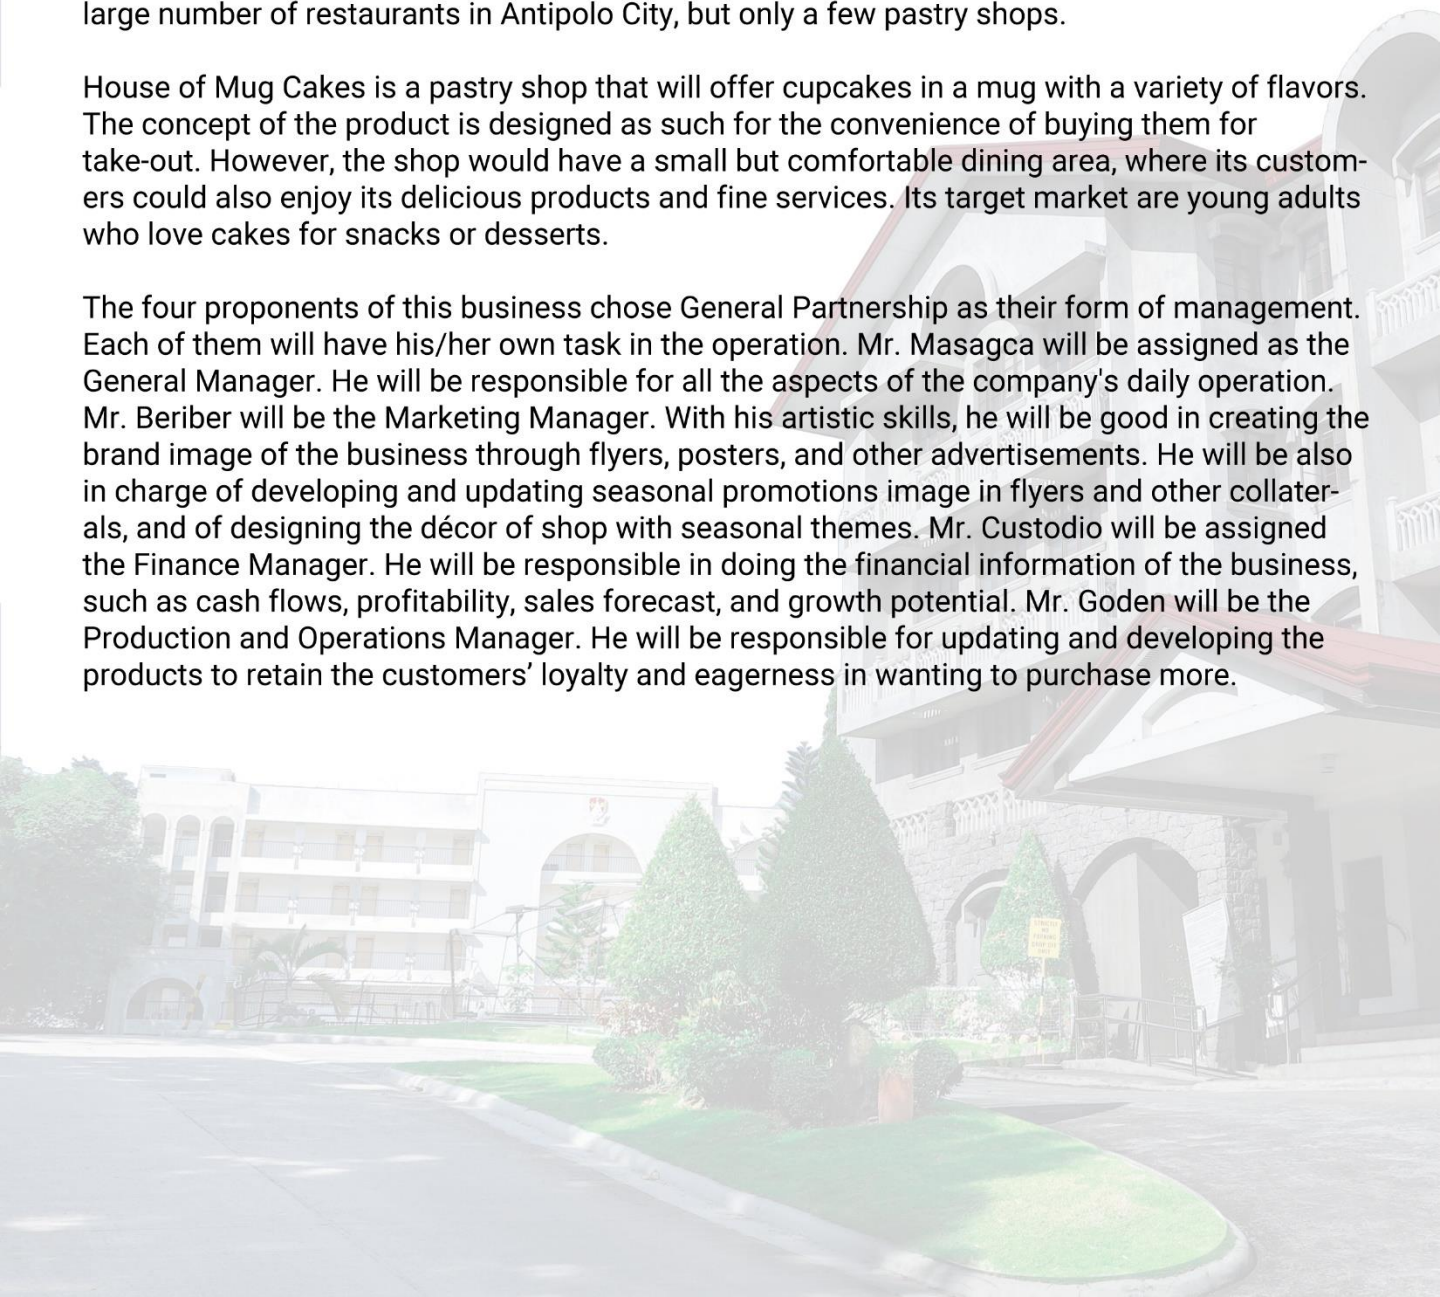 large number of restaurants in Antipolo City, but only a few pastry shops.
House of Mug Cakes is a pastry shop that will offer cupcakes in a mug with a variety of flavors.
The concept of the product is designed as such for the convenience of buying them for
take-out. However, the shop would have a small but comfortable dining area, where its custom-
ers could also enjoy its delicious products and fine services. Its target market are young adults
who love cakes for snacks or desserts.
The four proponents of this business chose General Partnership as their form of management.
Each of them will have his/her own task in the operation. Mr. Masagca will be assigned as the
General Manager. He will be responsible for all the aspects of the company's daily operation.
Mr. Beriber will be the Marketing Manager. With his artistic skills, he will be good in creating the
brand image of the business through flyers, posters, and other advertisements. He will be also
in charge of developing and updating seasonal promotions image in flyers and other collater-
als, and of designing the décor of shop with seasonal themes. Mr. Custodio will be assigned
the Finance Manager. He will be responsible in doing the financial information of the business,
such as cash flows, profitability, sales forecast, and growth potential. Mr. Goden will be the
Production and Operations Manager. He will be responsible for updating and developing the
products to retain the customers’ loyalty and eagerness in wanting to purchase more.